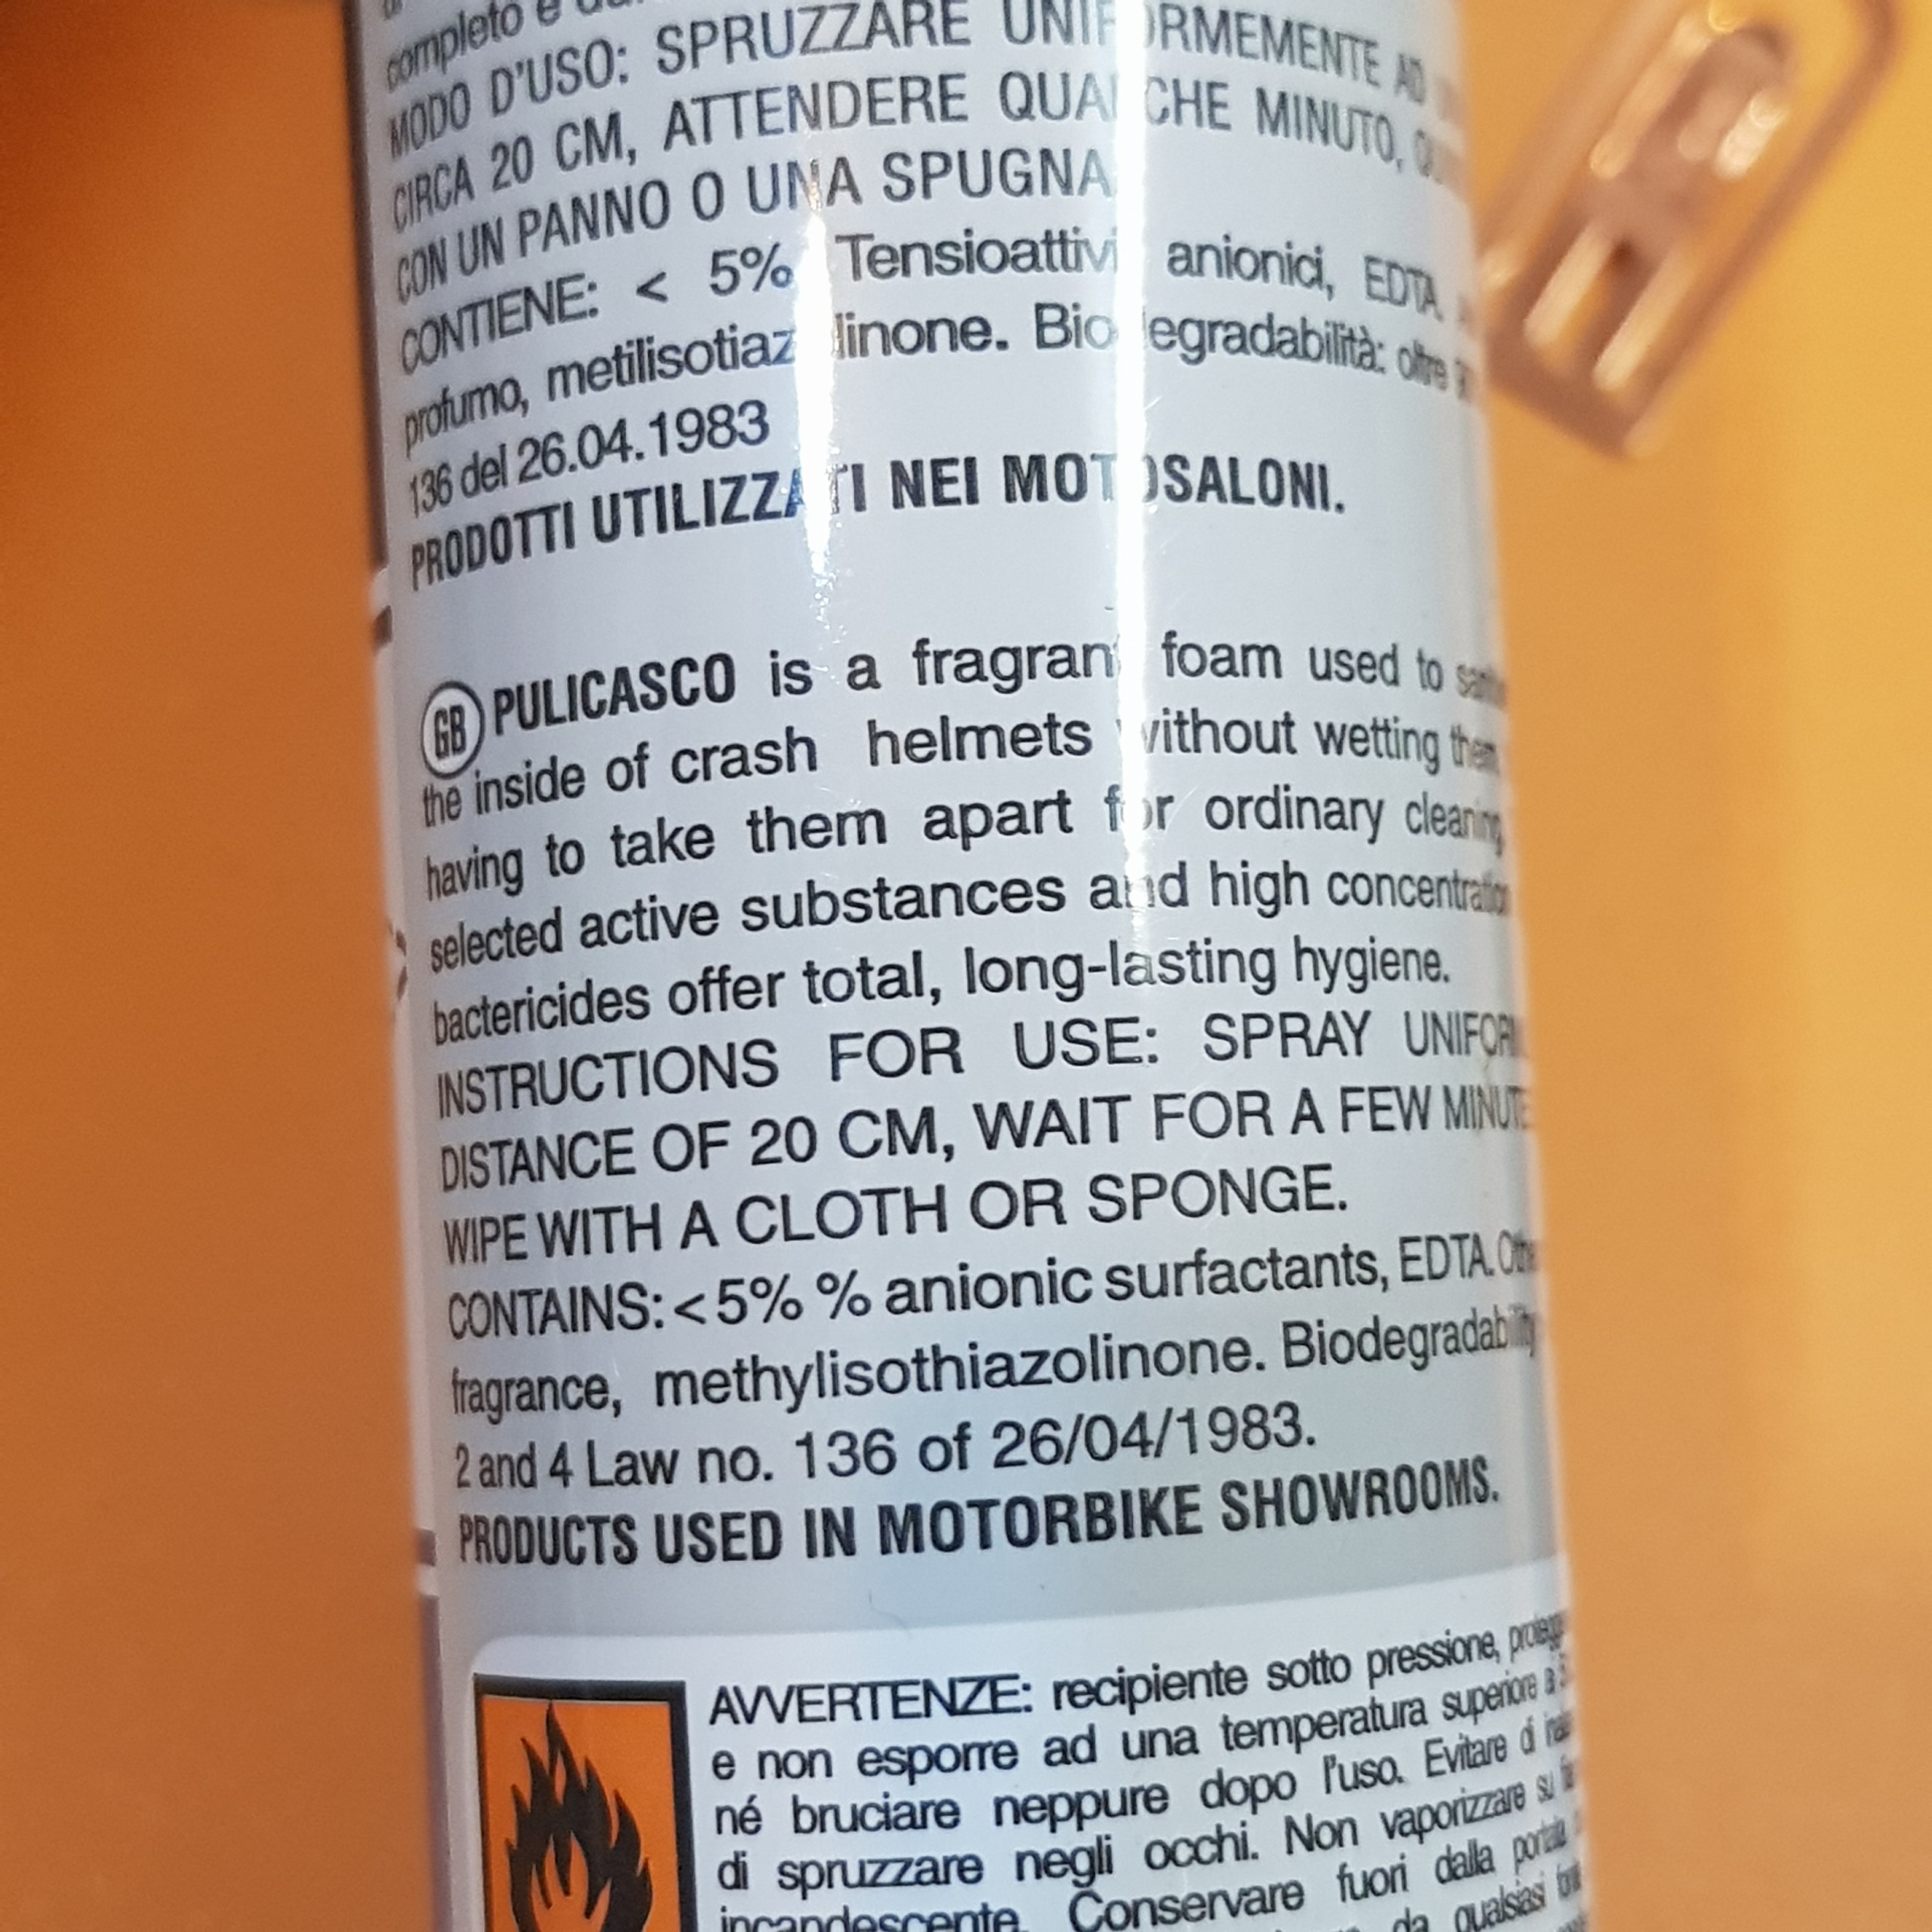 completo e
MODO D'USO: SPRUZZARE UNIFORMEMENTE AD
CIRCA 20 CM, ATTENDERE QUALCHE MINUTO,
CON UN PANNO O UNA SPUGNA
CONTIENE: < 5% Tensioattivi anionici, EDTA.
profumo, metilisotiazolinone. Biodegradabilità: oltre
136 del 26.04.1983
PRODOTTI UTILIZZATI NEI MOTOSALONI.
GB PULICASCO is a fragrant foam used to
the inside of crash helmets without wetting them,
having to take them apart for ordinary cleaning
selected active substances and high concentration
bactericides offer total, long-lasting hygiene.
INSTRUCTIONS FOR USE: SPRAY
DISTANCE OF 20 CM, WAIT FOR A FEW
WIPE WITH A CLOTH OR SPONGE.
CONTAINS: < 5% % anionic surfactants, EDTA.
fragrance, methylisothiazolinone. Biodegradability
2 and 4 Law no. 136 of 26/04/1983.
PRODUCTS USED IN MOTORBIKE SHOWROOMS.
AVVERTENZE: recipiente sotto pressione,
e non esporre ad una temperatura superiore a
né bruciare neppure dopo l'uso. Evitare di
di spruzzare negli occhi. Non vaporizzare su
incandescente. Conservare fuori dalla portata
da qualsiasi